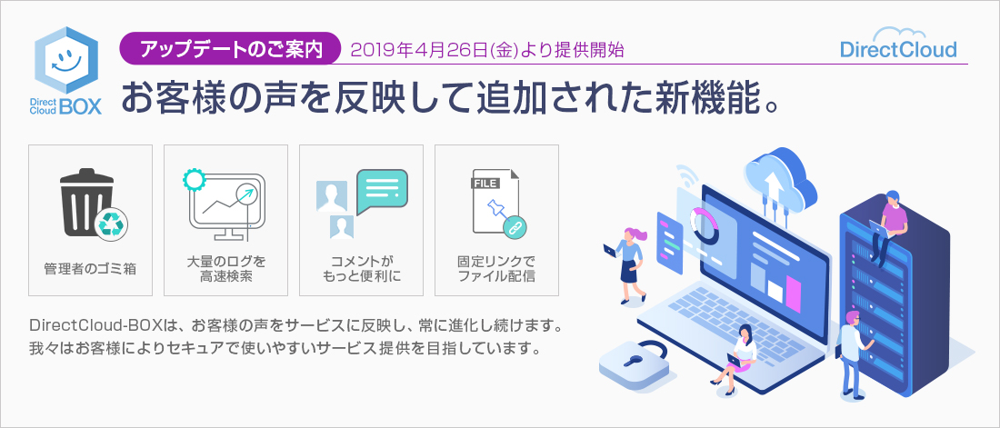 Direct
Cloud BOX
アップデートのご案内
2019年4月26日(金)より提供開始
DirectCloud
お客様の声を反映して追加された新機能。
管理者のゴミ箱
大量のログを
高速検索
コメントが
もっと便利に
FILE
固定リンクで
ファイル配信
DirectCloud-BOXは、お客様の声をサービスに反映し、常に進化し続けます。
我々はお客様によりセキュアで使いやすいサービス提供を目指しています。